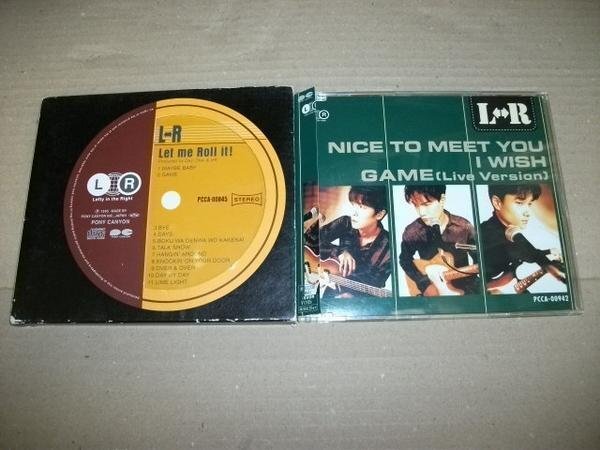 L↔R
Let me Roll it!
1 MAYBE BABY
2 GAME
L R
Lefty in the Right
PCCA-00845
STEREO
PONY CANYON
3 BYE
4 DAYS
5 BOKU WA DENWA WO KAKENAI
6 TALK SHOW
7 HANGIN' AROUND
8 KNOCKIN' ON YOUR DOOR
9 OVER & OVER
10 DAY BY DAY
11 LIME LIGHT
L R
L↔R
NICE TO MEET YOU
I WISH
GAME(Live Version)
PCCA-00942